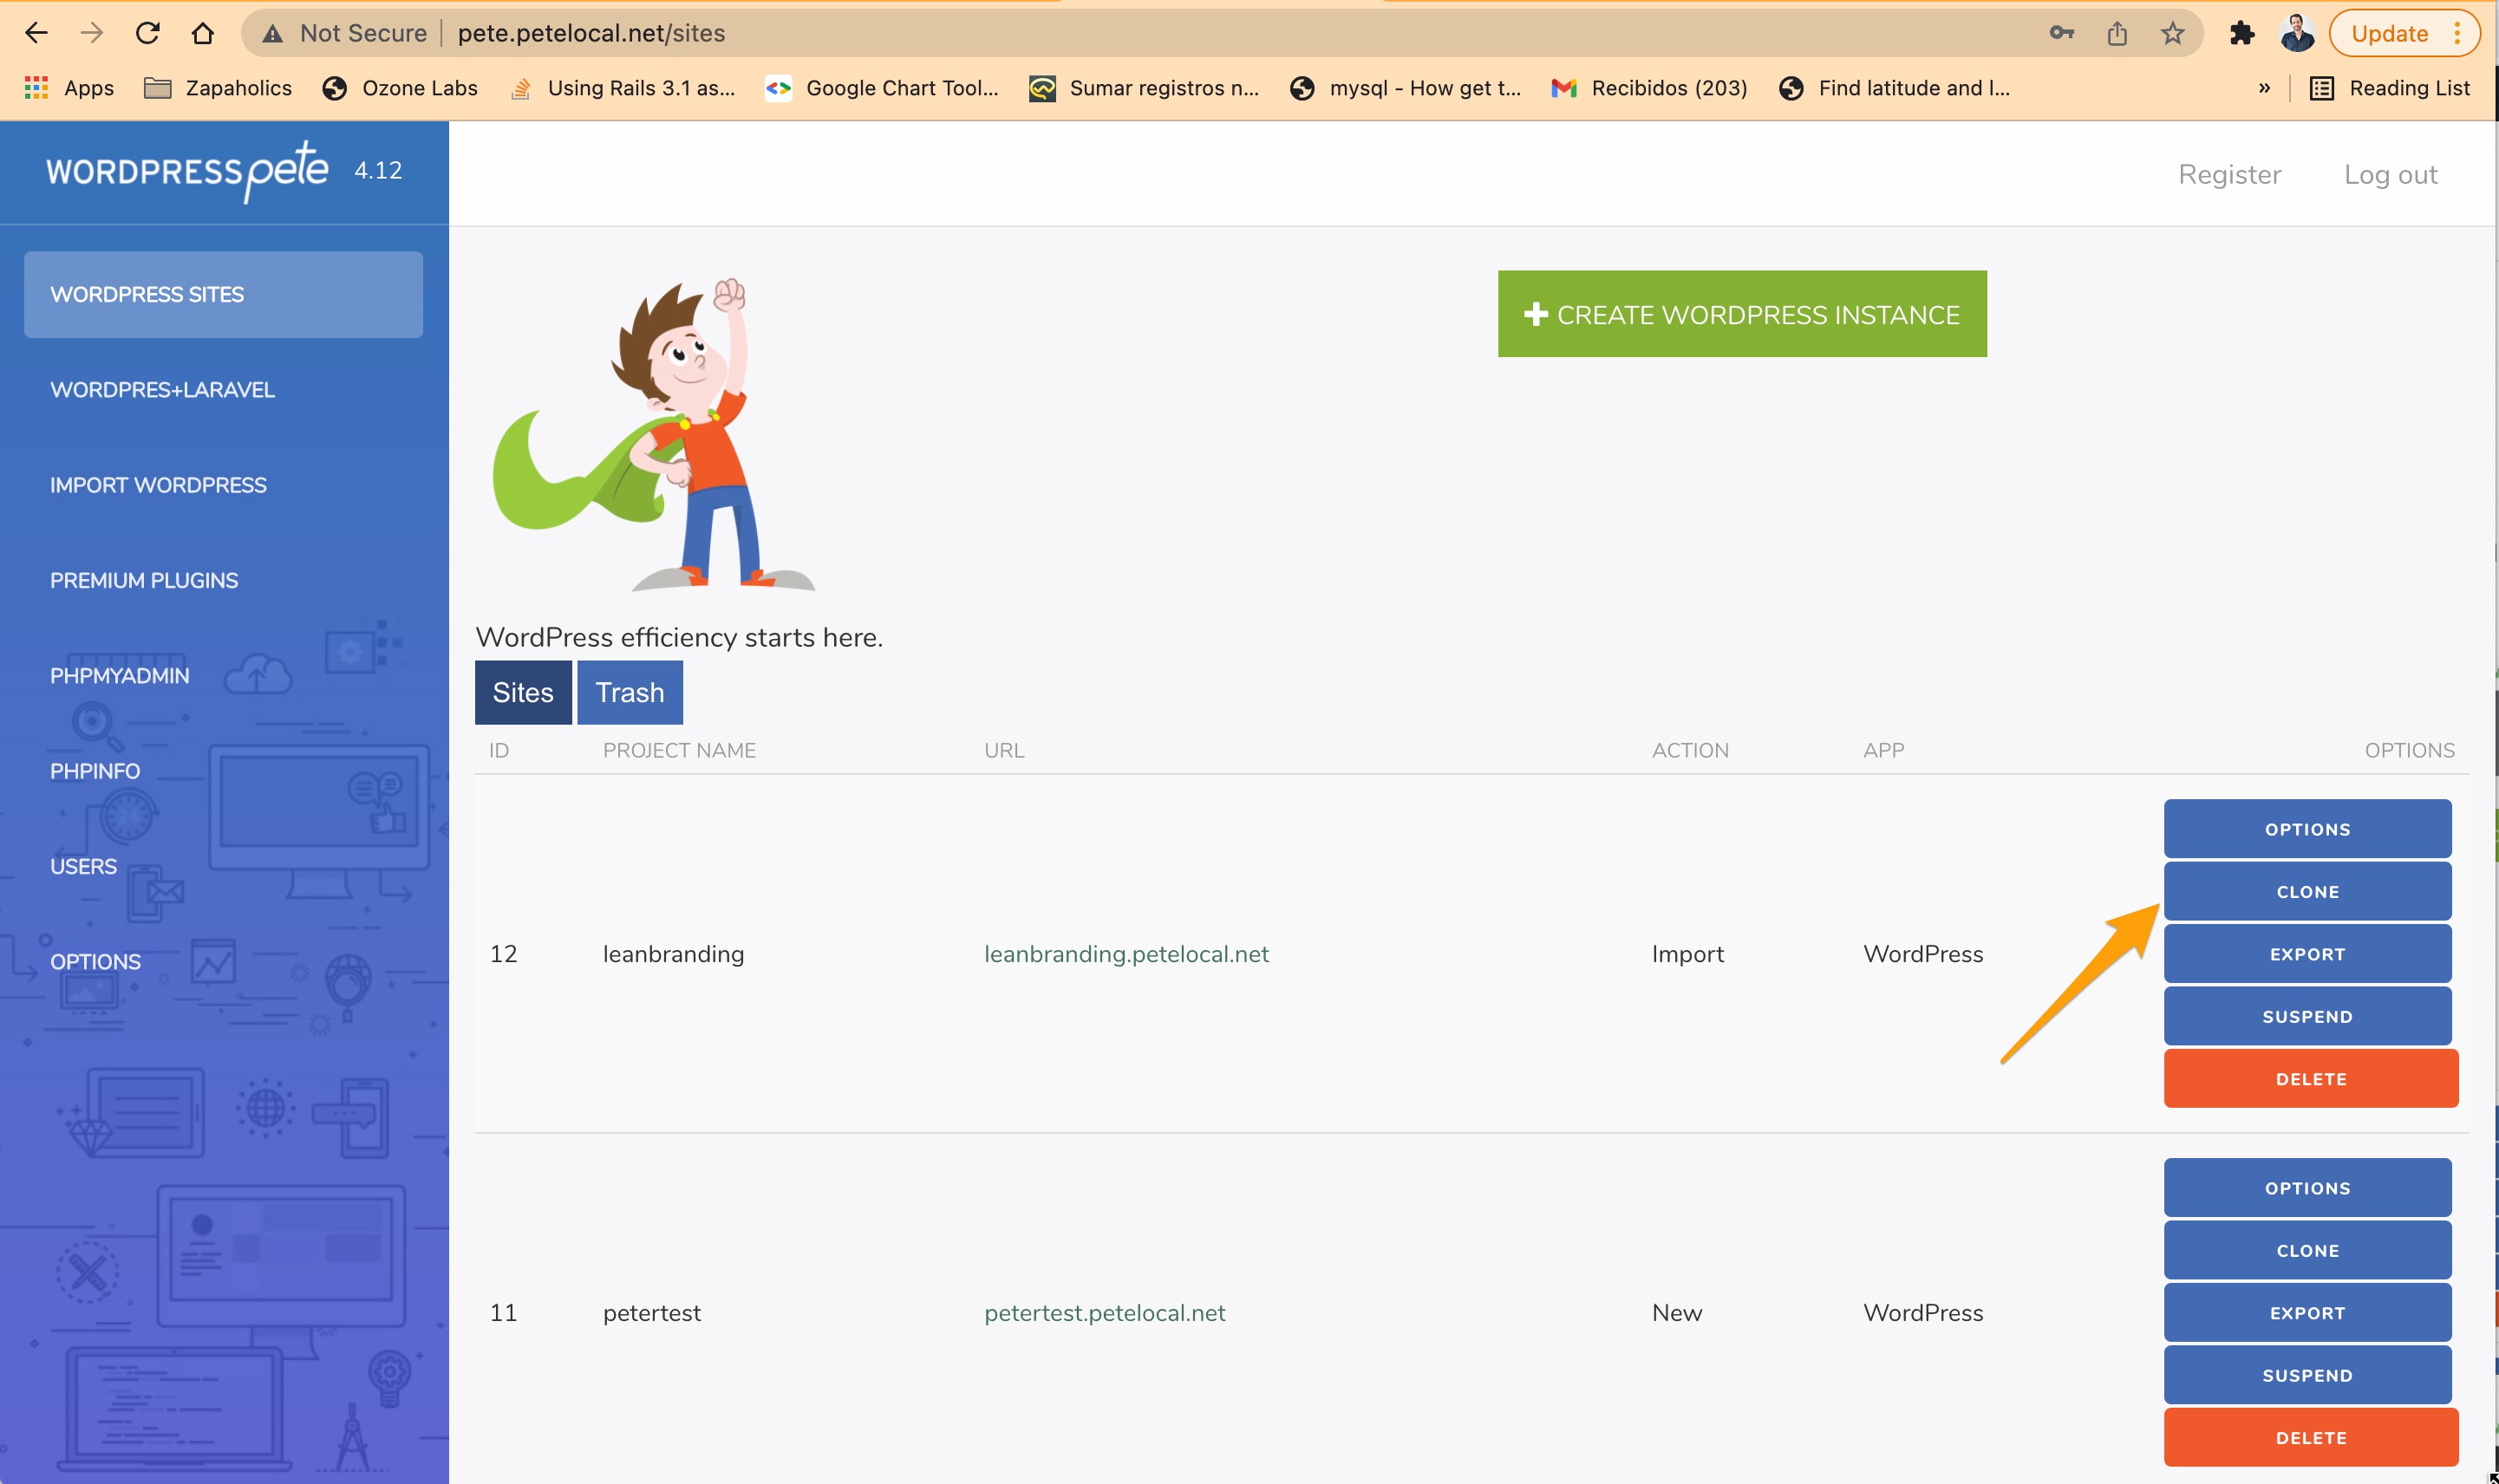 Not Secure pete.petelocal.net/sites Update
Apps Zapaholics Ozone Labs Using Rails 3.1 as... Google Chart Tool... Sumar registros n... mysql - How get t... Recibidos (203) Find latitude and l... » Reading List
WORDPRESS pete 4.12
Register Log out
WORDPRESS SITES
WORDPRES+LARAVEL
IMPORT WORDPRESS
PREMIUM PLUGINS
PHPMYADMIN
PHPINFO
24
USERS
OPTIONS
CREATE WORDPRESS INSTANCE
WordPress efficiency starts here.
Sites Trash
ID PROJECT NAME URL ACTION APP OPTIONS
12 leanbranding leanbranding.petelocal.net Import WordPress
OPTIONS
CLONE
EXPORT
SUSPEND
DELETE
11 petertest petertest.petelocal.net New WordPress
OPTIONS
CLONE
EXPORT
SUSPEND
DELETE